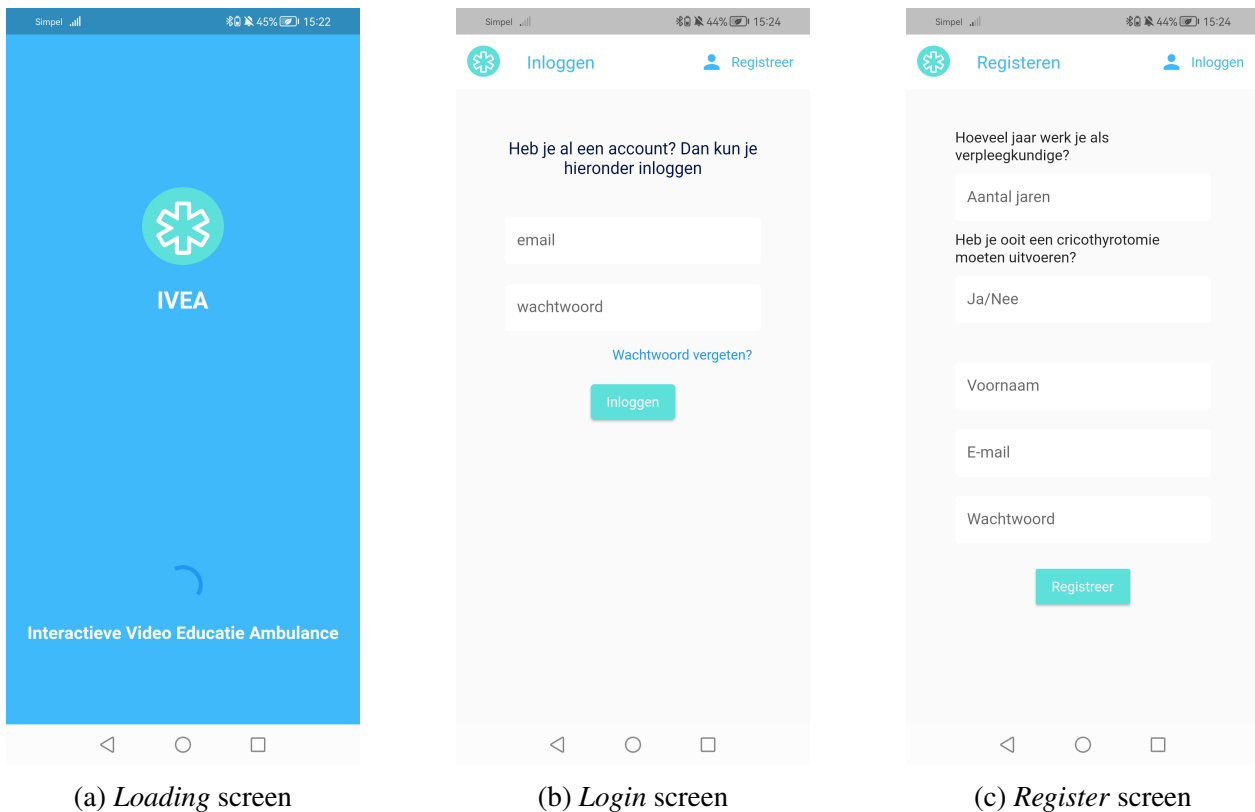 Simpel 45% 15:22
IVEA
Interactieve Video Educatie Ambulance
(a) Loading screen
Simpel 44% 15:24
Inloggen Registreer
Heb je al een account? Dan kun je
hieronder inloggen
email
wachtwoord
Wachtwoord vergeten?
Inloggen
(b) Login screen
Simpel 44% 15:24
Registeren Inloggen
Hoeveel jaar werk je als
verpleegkundige?
Aantal jaren
Heb je ooit een cricothyrotomie
moeten uitvoeren?
Ja/Nee
Voornaam
E-mail
Wachtwoord
Registreer
(c) Register screen